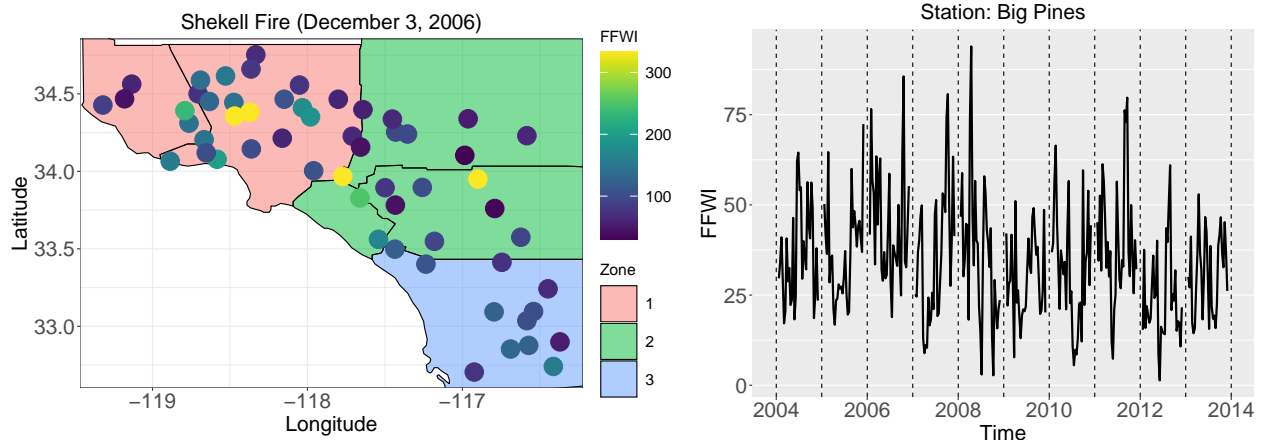 Shekell Fire (December 3, 2006)
Latitude
34.5
34.0
33.5
33.0
−119
−118
−117
Longitude
FFWI
300
200
100
Zone
1
2
3
Station: Big Pines
FFWI
75
50
25
0
2004
2006
2008
2010
2012
2014
Time